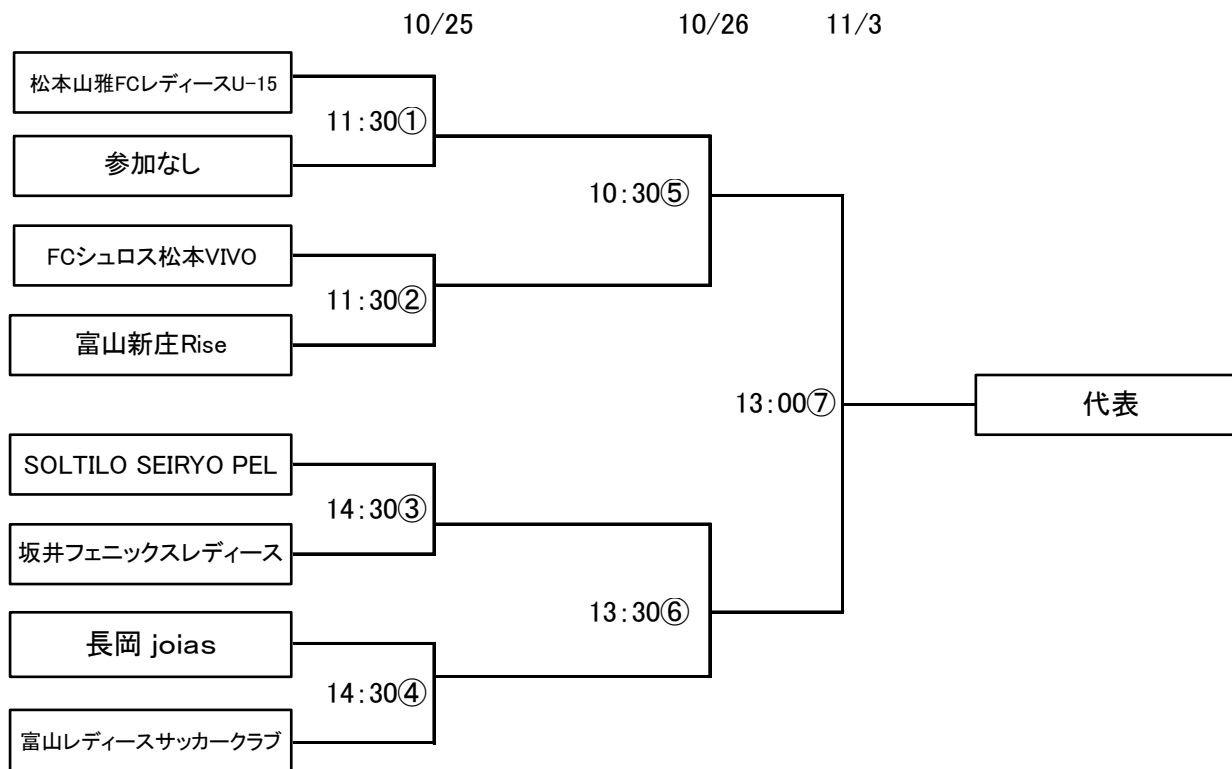 10/25 10/26 11/3
松本山雅FCレディースU-15
11:30①
参加なし
10:30⑤
FCシュロス松本VIVO
11:30②
富山新庄Rise
13:00⑦
代表
SOLTILO SEIRYO PEL
14:30③
坂井フェニックスレディース
13:30⑥
長岡 joias
14:30④
富山レディースサッカークラブ